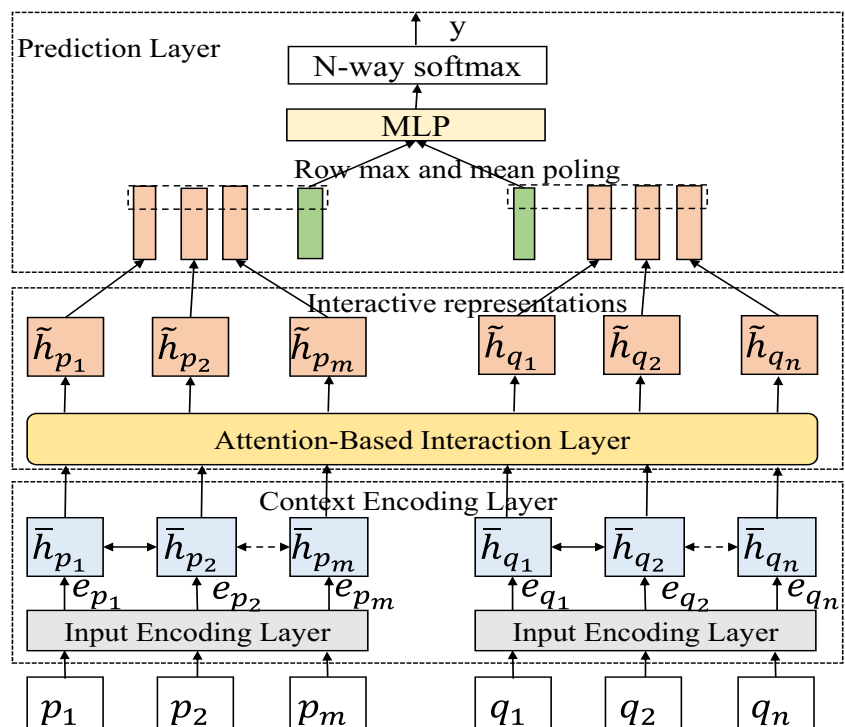 y
Prediction Layer
N-way softmax
MLP
Row max and mean poling
Interactive representations
h̃p₁ h̃p₂ h̃pₘ h̃q₁ h̃q₂ h̃qₙ
Attention-Based Interaction Layer
Context Encoding Layer
h̄p₁ h̄p₂ h̄pₘ h̄q₁ h̄q₂ h̄qₙ
ep₁ ep₂ epₘ eq₁ eq₂ eqₙ
Input Encoding Layer Input Encoding Layer
p₁ p₂ pₘ q₁ q₂ qₙ